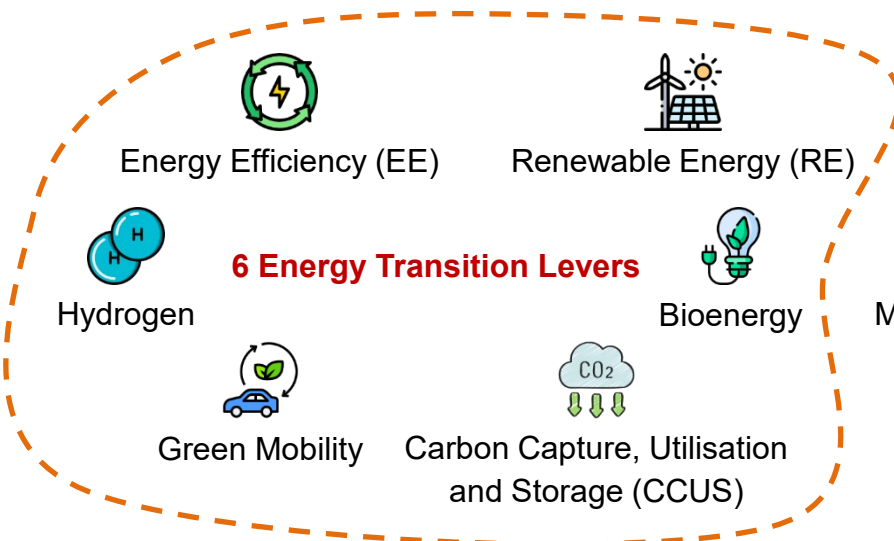 Energy Efficiency (EE)
Renewable Energy (RE)
H
H
6 Energy Transition Levers
Hydrogen
Bioenergy
M
CO₂
Green Mobility
Carbon Capture, Utilisation
and Storage (CCUS)